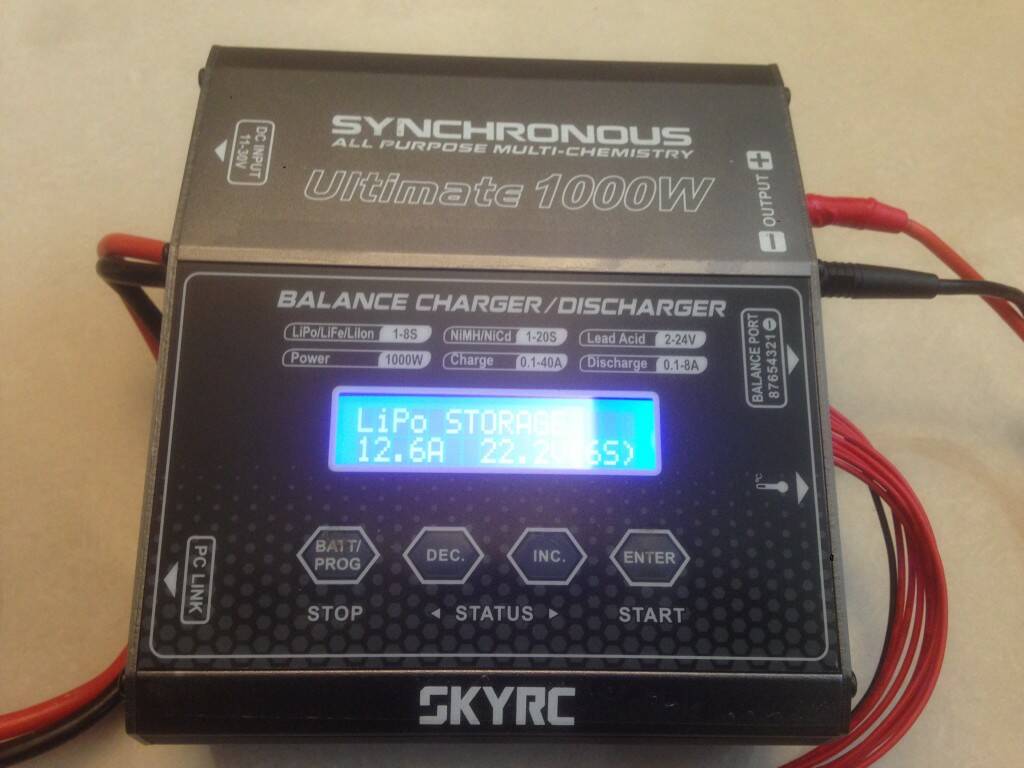 SYNCHRONOUS
ALL PURPOSE MULTI-CHEMISTRY
Ultimate 1000W
DC INPUT
11-30V
OUTPUT
BALANCE CHARGER/DISCHARGER
LiPo/LiFe/LiIon 1-8S NiMH/NiCd 1-20S Lead Acid 2-24V
Power 1000W Charge 0.1-40A Discharge 0.1-8A
BALANCE PORT
87654321
LiPo STORAGE
12.6A 22.2V(6S)
°C
BATT/
PROG
DEC.
INC.
ENTER
STOP
STATUS
START
PC LINK
SKYRC